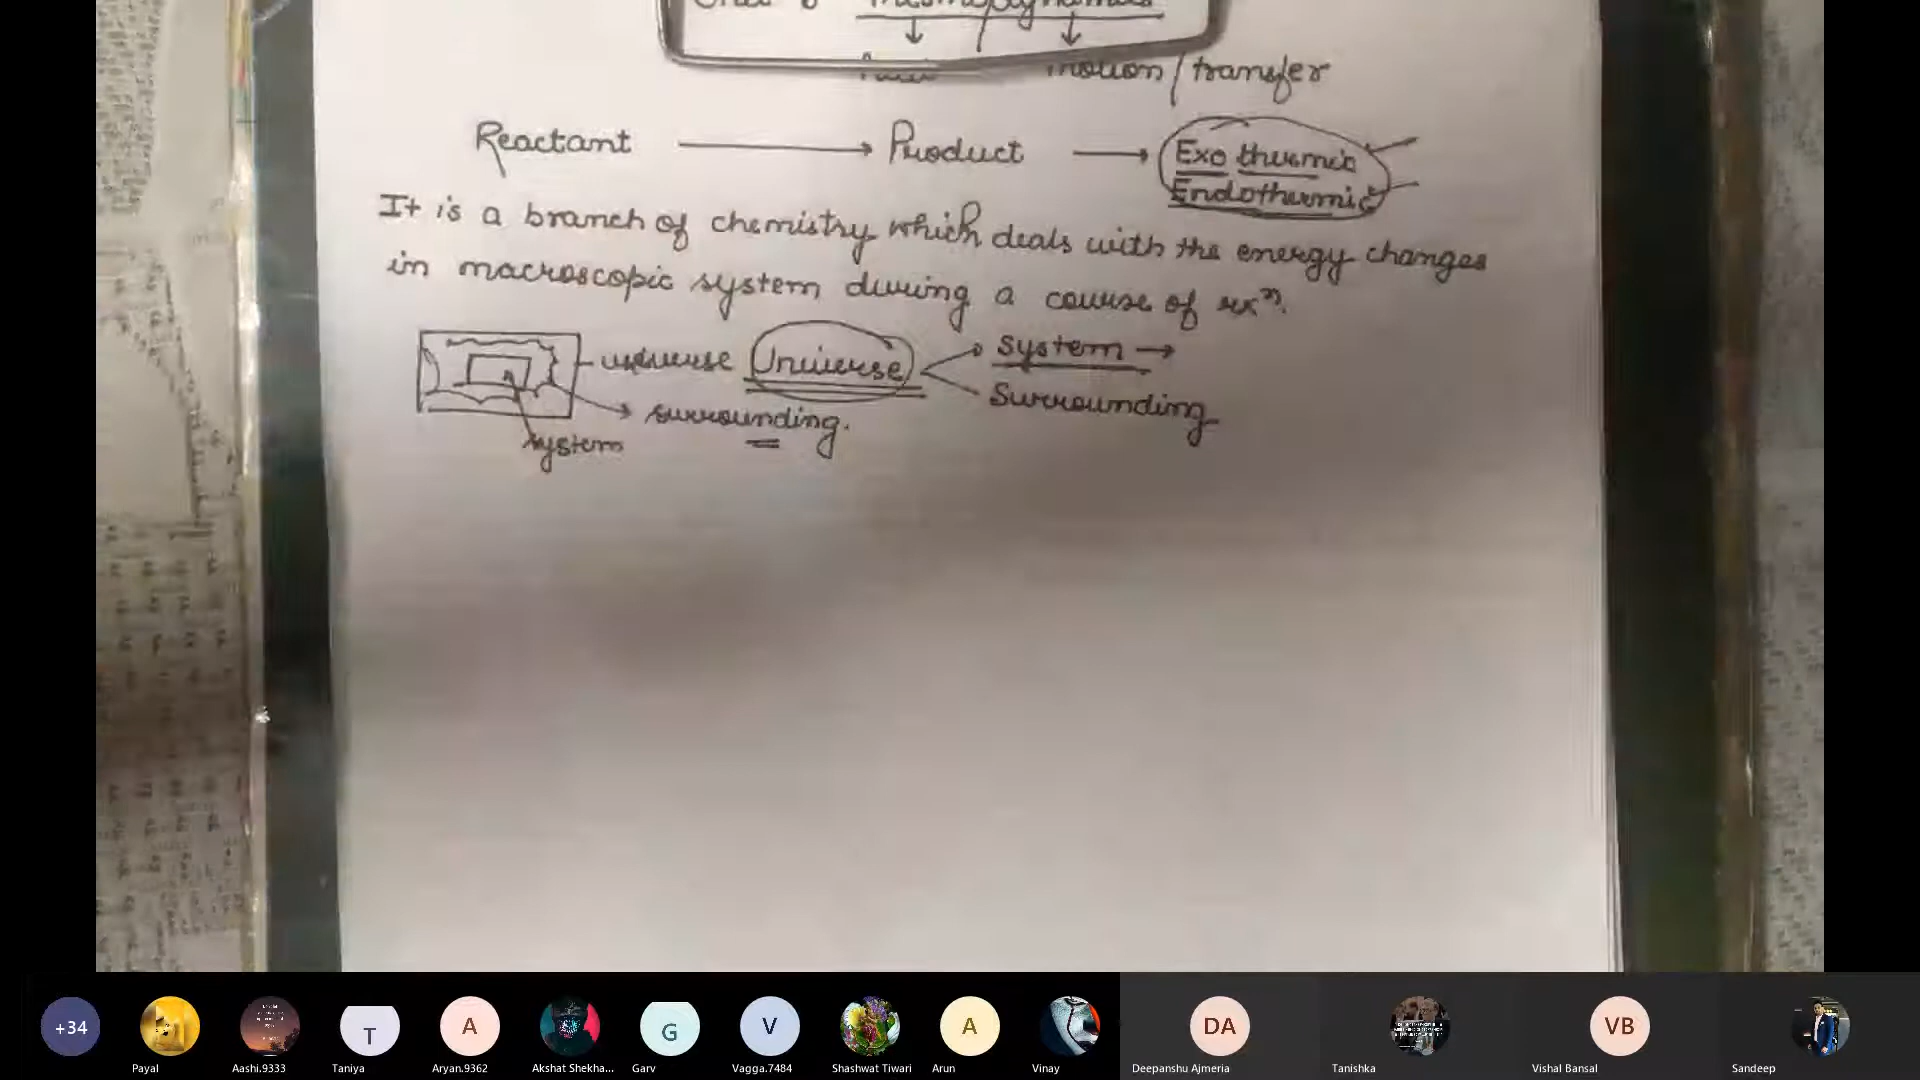 Thermodynamics
motion / transfer
Reactant → Product → Exothermic
Endothermic
It is a branch of chemistry which deals with the energy changes
in macroscopic system during a course of rxⁿ.
universe Universe System →
Surrounding
surrounding.
system
+34
T
A
G
V
A
DA
VB
Payal
Aashi.9333
Taniya
Aryan.9362
Akshat Shekha...
Garv
Vagga.7484
Shashwat Tiwari
Arun
Vinay
Deepanshu Ajmeria
Tanishka
Vishal Bansal
Sandeep